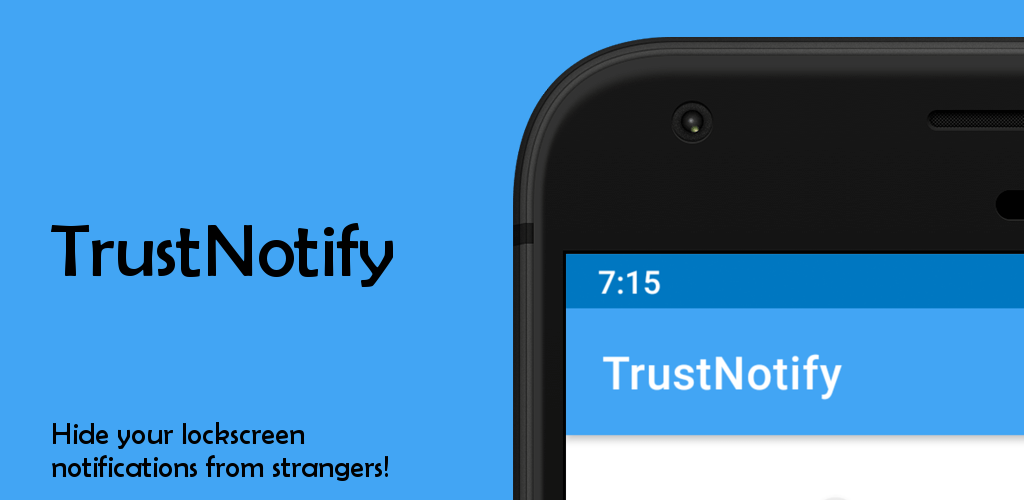 TrustNotify
Hide your lockscreen
notifications from strangers!
7:15
TrustNotify